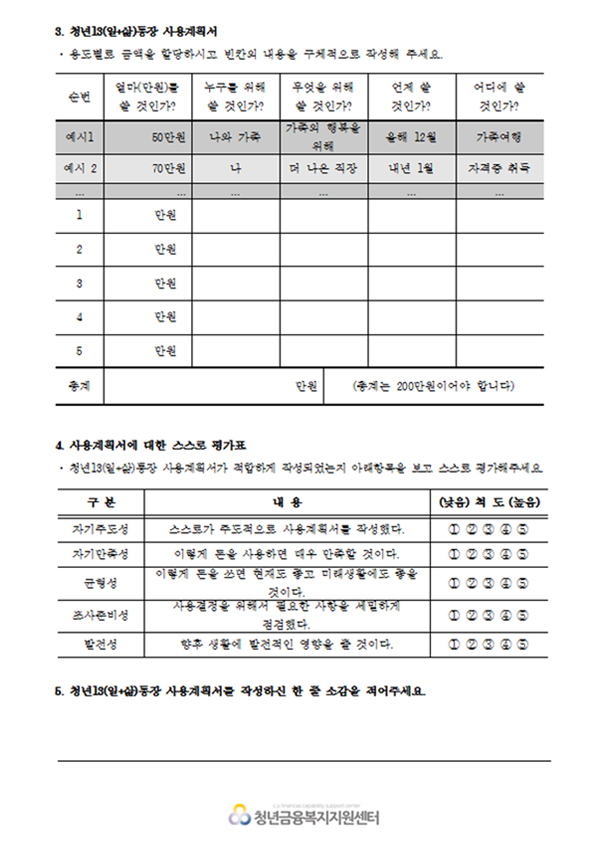 3. 청년13(일+삶)통장 사용계획서
· 용도별로 금액을 할당하시고 빈칸의 내용을 구체적으로 작성해 주세요.
순번 얼마(만원)를 쓸 것인가? 누구를 위해 쓸 것인가? 무엇을 위해 쓸 것인가? 언제 쓸 것인가? 어디에 쓸 것인가?
예시1 50만원 나와 가족 가족의 행복을 위해 올해 12월 가족여행
예시 2 70만원 나 더 나은 직장 내년 1월 자격증 취득
... ... ... ... ... ...
1 만원
2 만원
3 만원
4 만원
5 만원
총계 만원 (총계는 200만원이어야 합니다)
4. 사용계획서에 대한 스스로 평가표
· 청년13(일+삶)통장 사용계획서가 적합하게 작성되었는지 아래항목을 보고 스스로 평가해주세요.
구 분 내 용 (낮음) 척 도 (높음)
자기주도성 스스로가 주도적으로 사용계획서를 작성했다. ① ② ③ ④ ⑤
자기만족성 이렇게 돈을 사용하면 매우 만족할 것이다. ① ② ③ ④ ⑤
균형성 이렇게 돈을 쓰면 현재도 좋고 미래생활에도 좋을 것이다. ① ② ③ ④ ⑤
조사준비성 사용결정을 위해서 필요한 사항을 세밀하게 점검했다. ① ② ③ ④ ⑤
발전성 향후 생활에 발전적인 영향을 줄 것이다. ① ② ③ ④ ⑤
5. 청년13(일+삶)통장 사용계획서를 작성하신 한 줄 소감을 적어주세요.
financial capability support center
청년금융복지지원센터